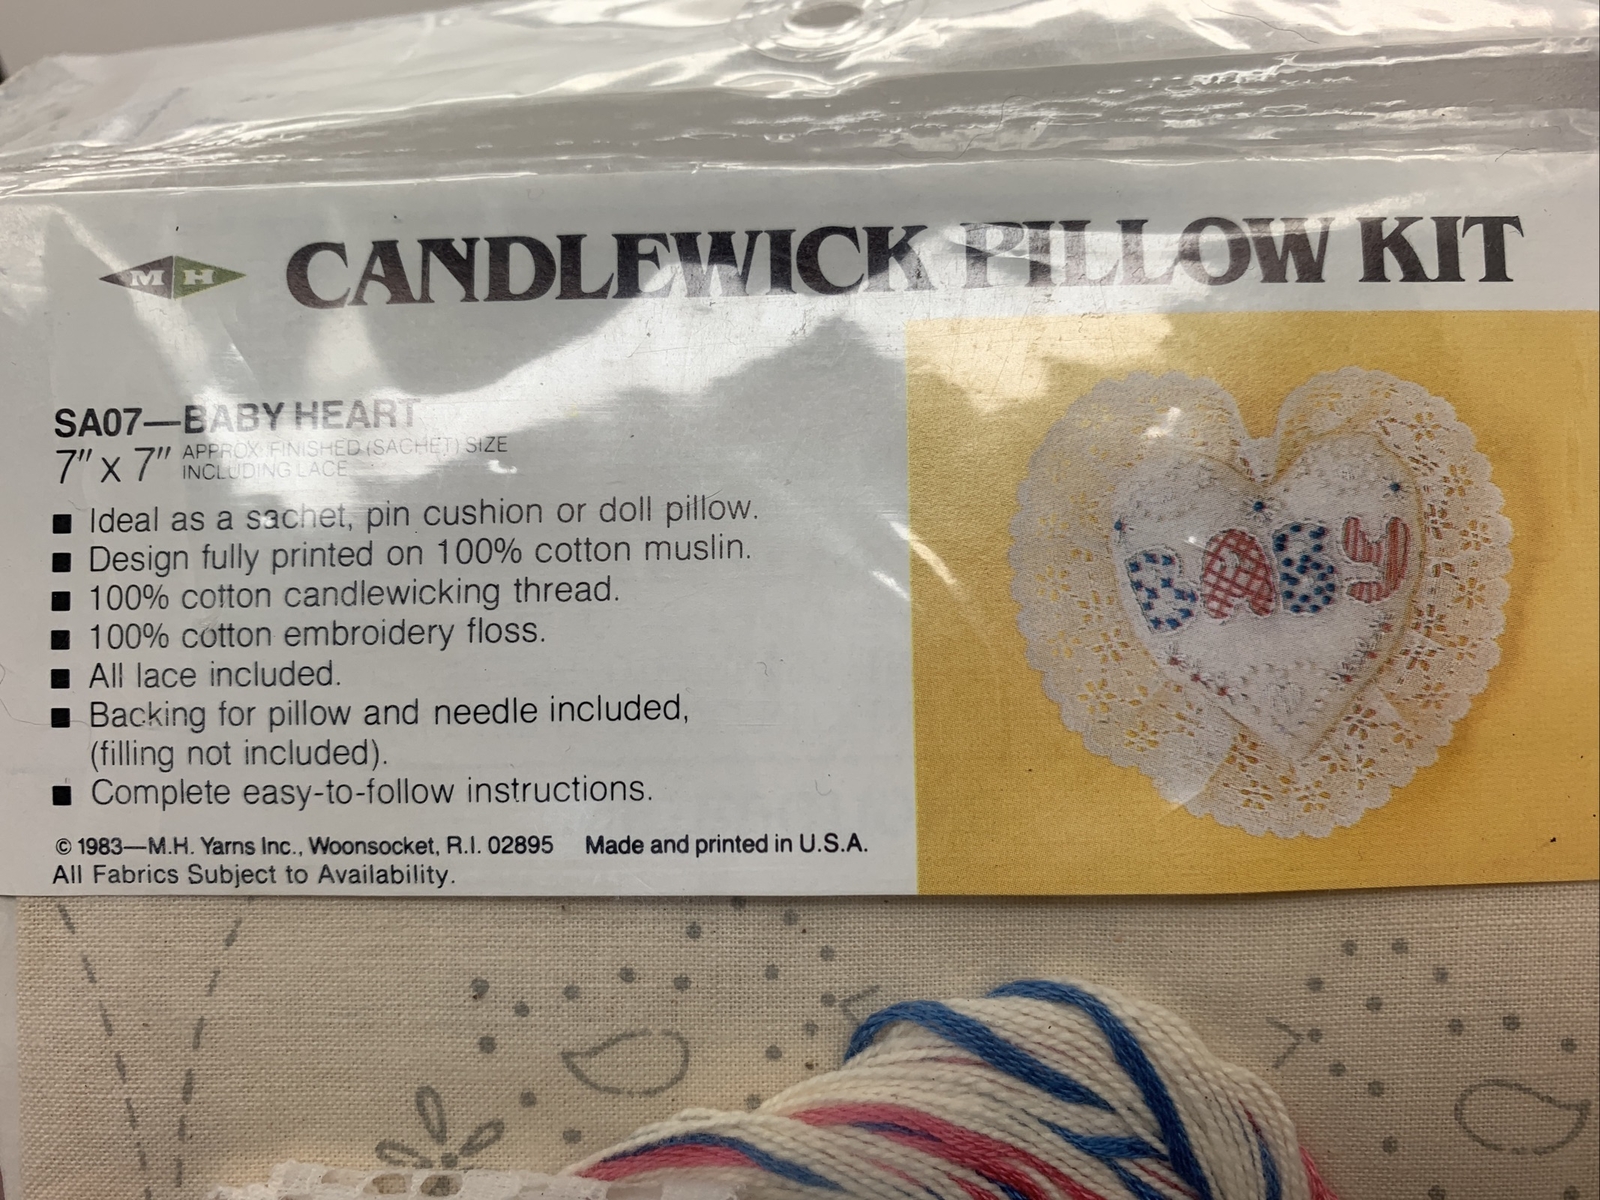 M H CANDLEWICK PILLOW KIT
SA07—BABY HEART
7" x 7" APPROX. FINISHED (SACHET) SIZE
INCLUDING LACE
■ Ideal as a sachet, pin cushion or doll pillow.
■ Design fully printed on 100% cotton muslin.
■ 100% cotton candlewicking thread.
■ 100% cotton embroidery floss.
■ All lace included.
■ Backing for pillow and needle included,
(filling not included).
■ Complete easy-to-follow instructions.
© 1983—M.H. Yarns Inc., Woonsocket, R.I. 02895 Made and printed in U.S.A.
All Fabrics Subject to Availability.
BABY